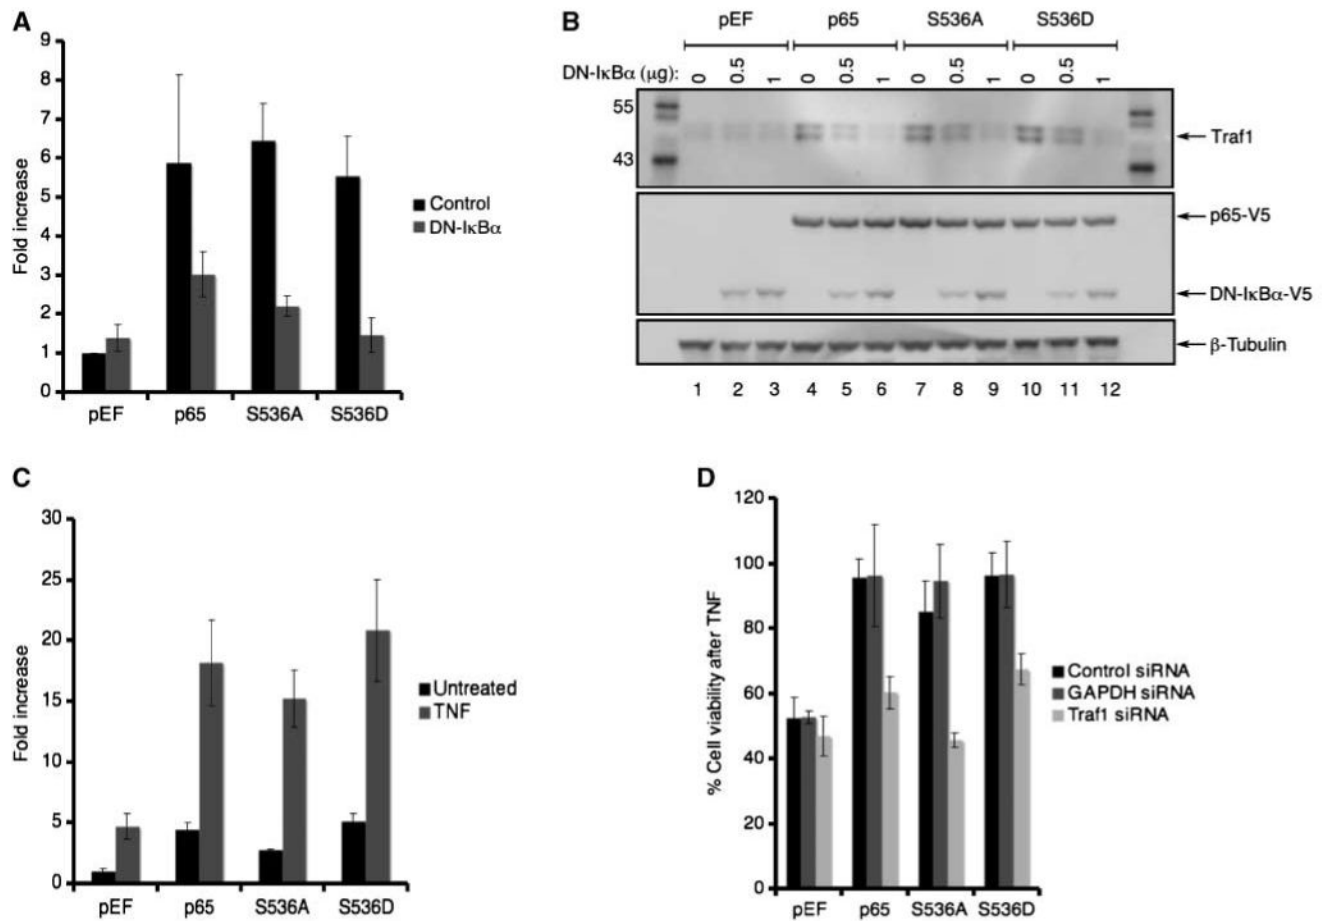 A
9
8
7
6
5
4
3
2
1
0
Fold increase
pEF p65 S536A S536D
Control
DN-IκBα
B
pEF p65 S536A S536D
DN-IκBα (μg): 0 0.5 1 0 0.5 1 0 0.5 1 0 0.5 1
55
43
Traf1
p65-V5
DN-IκBα-V5
β-Tubulin
1 2 3 4 5 6 7 8 9 10 11 12
C
30
25
20
15
10
5
0
Fold increase
pEF p65 S536A S536D
Untreated
TNF
D
120
100
80
60
40
20
0
% Cell viability after TNF
pEF p65 S536A S536D
Control siRNA
GAPDH siRNA
Traf1 siRNA